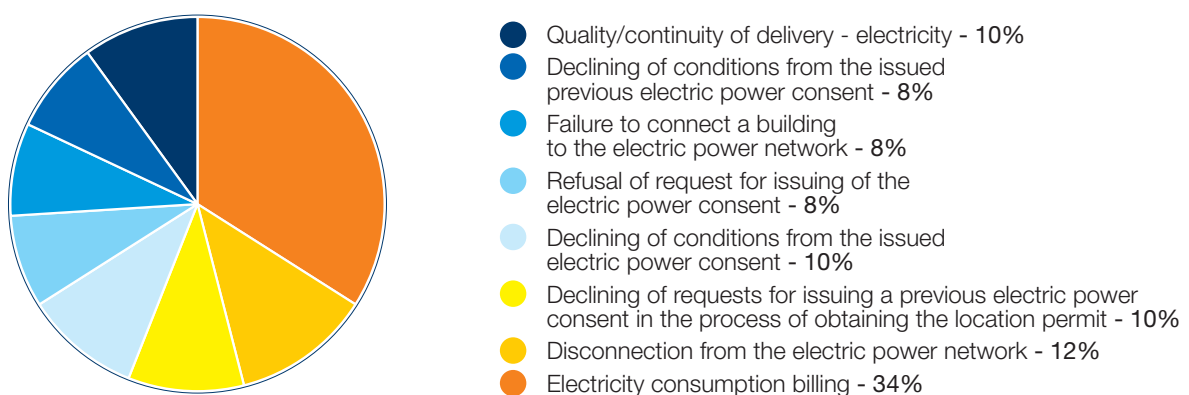 Quality/continuity of delivery - electricity - 10%
Declining of conditions from the issued
previous electric power consent - 8%
Failure to connect a building
to the electric power network - 8%
Refusal of request for issuing of the
electric power consent - 8%
Declining of conditions from the issued
electric power consent - 10%
Declining of requests for issuing a previous electric power
consent in the process of obtaining the location permit - 10%
Disconnection from the electric power network - 12%
Electricity consumption billing - 34%